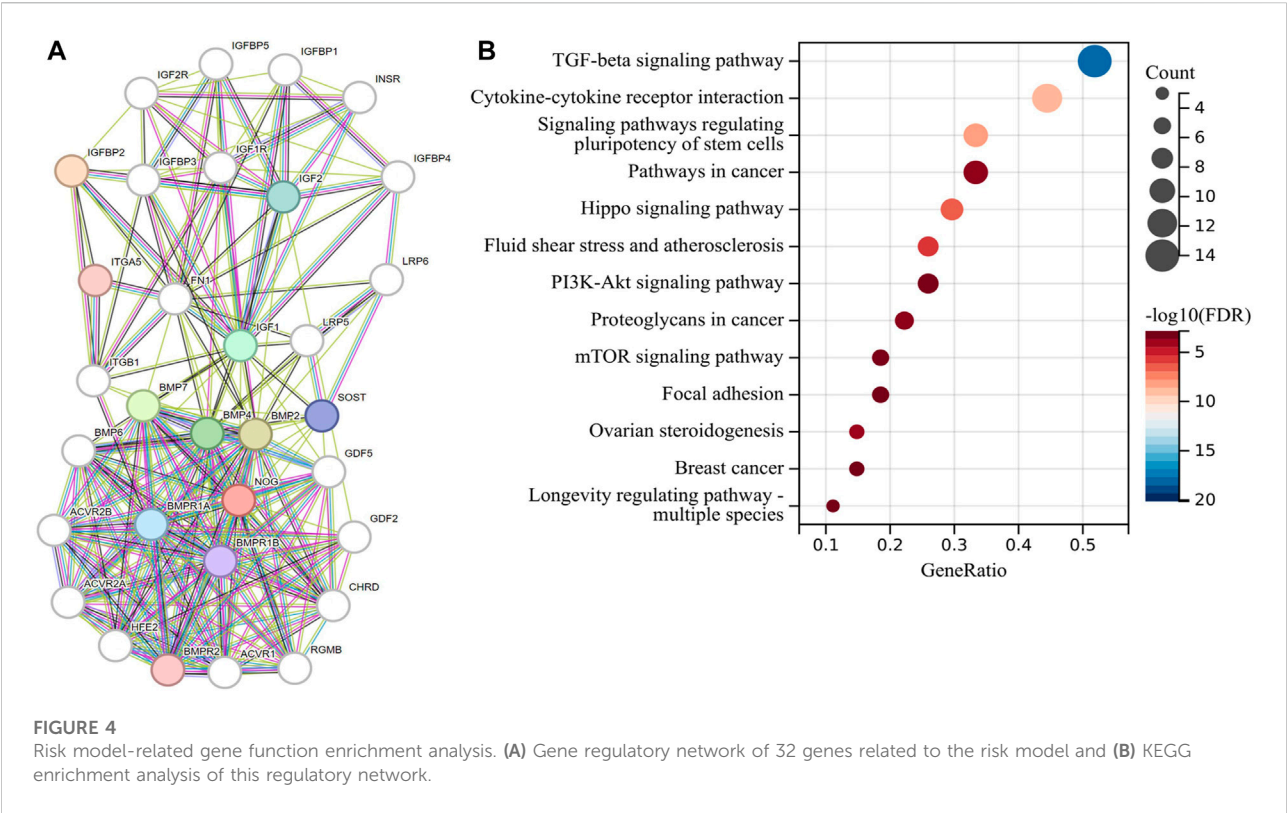 A
IGFBP5
IGFBP1
IGF2R
INSR
IGFBP2
IGFBP3
IGF1R
IGF2
IGFBP4
ITGA5
FN1
LRP6
IGF1
LRP5
ITGB1
BMP7
SOST
BMP4
BMP2
BMP6
GDF5
NOG
ACVR2B
BMPR1A
GDF2
BMPR1B
ACVR2A
CHRD
HFE2
BMPR2
ACVR1
RGMB
B
TGF-beta signaling pathway
Cytokine-cytokine receptor interaction
Signaling pathways regulating
pluripotency of stem cells
Pathways in cancer
Hippo signaling pathway
Fluid shear stress and atherosclerosis
PI3K-Akt signaling pathway
Proteoglycans in cancer
mTOR signaling pathway
Focal adhesion
Ovarian steroidogenesis
Breast cancer
Longevity regulating pathway -
multiple species
0.1 0.2 0.3 0.4 0.5
GeneRatio
Count
4
6
8
10
12
14
-log10(FDR)
5
10
15
20
FIGURE 4
Risk model-related gene function enrichment analysis. (A) Gene regulatory network of 32 genes related to the risk model and (B) KEGG
enrichment analysis of this regulatory network.